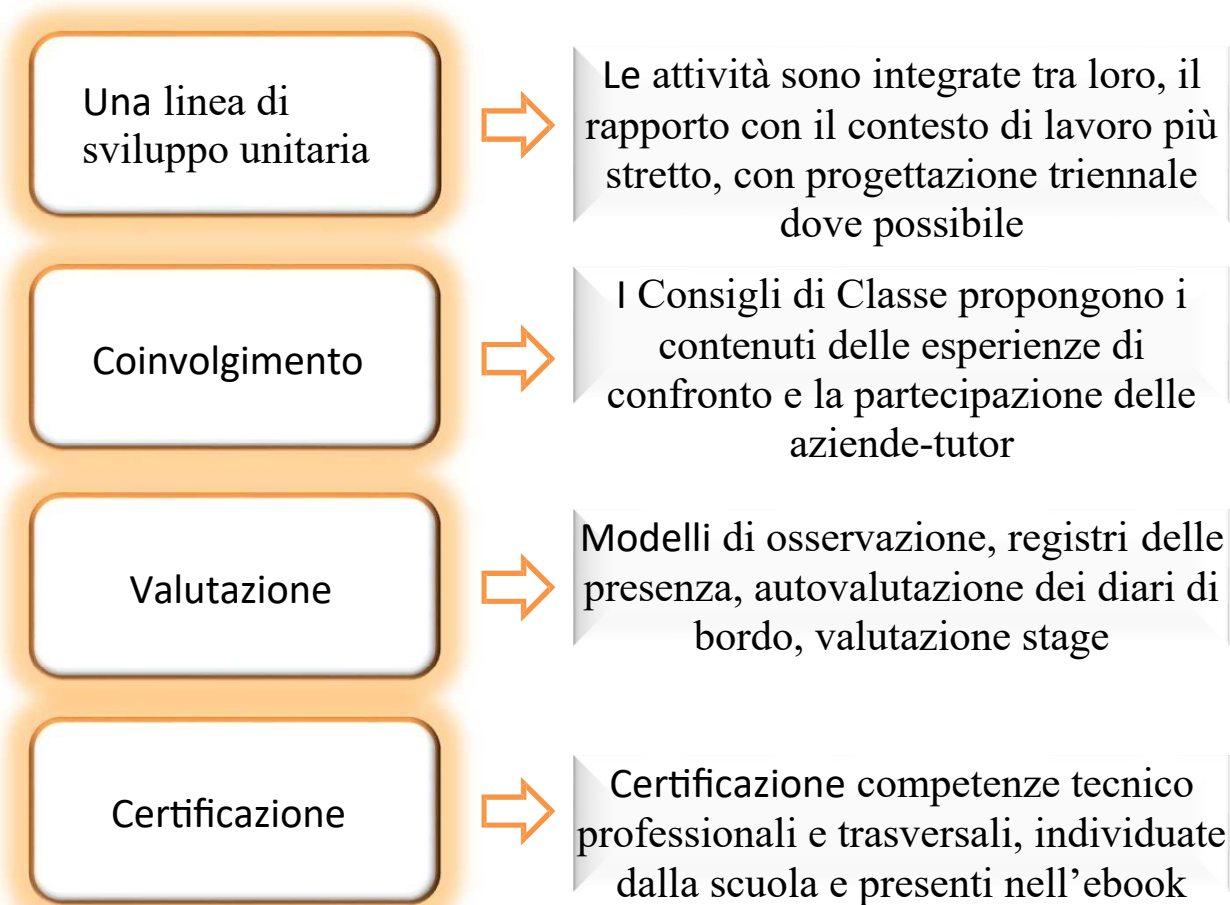 Una linea di
sviluppo unitaria
Le attività sono integrate tra loro, il
rapporto con il contesto di lavoro più
stretto, con progettazione triennale
dove possibile
Coinvolgimento
I Consigli di Classe propongono i
contenuti delle esperienze di
confronto e la partecipazione delle
aziende-tutor
Valutazione
Modelli di osservazione, registri delle
presenza, autovalutazione dei diari di
bordo, valutazione stage
Certificazione
Certificazione competenze tecnico
professionali e trasversali, individuate
dalla scuola e presenti nell’ebook